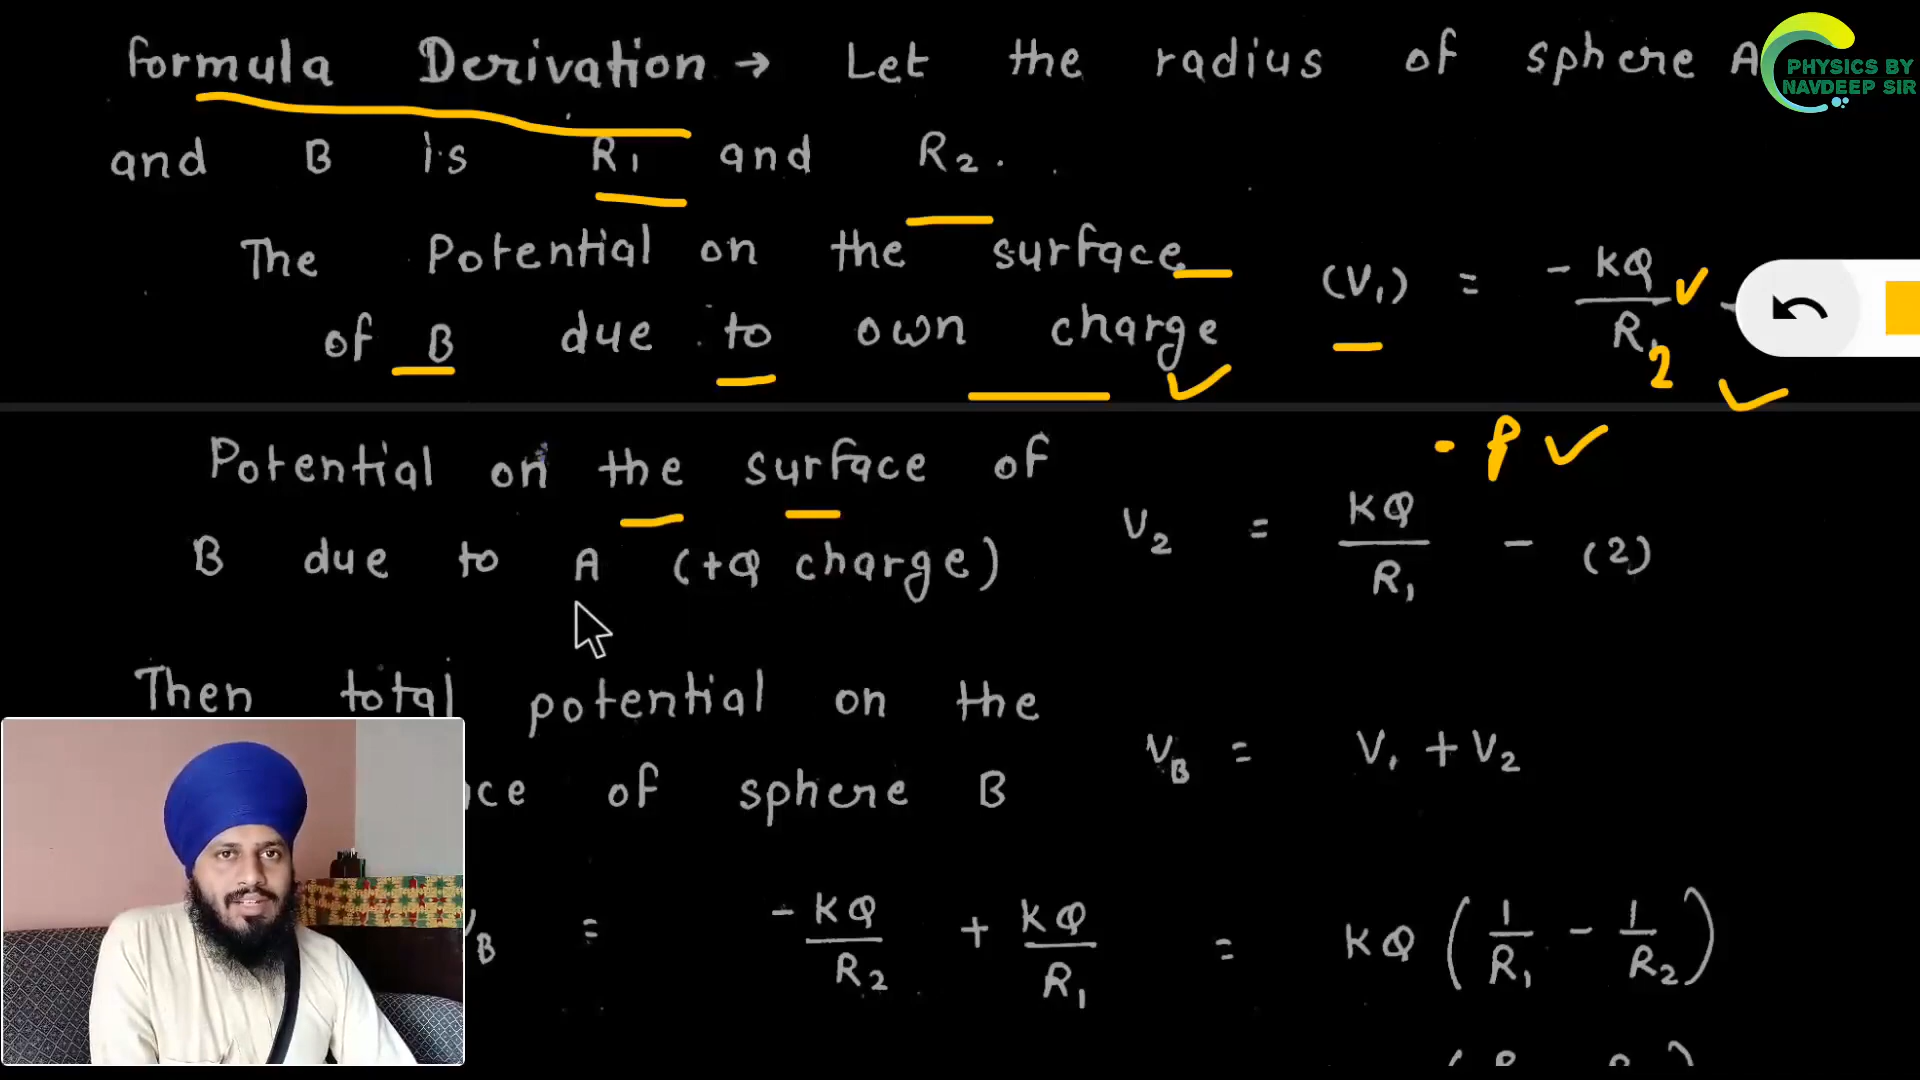 Formula Derivation → Let the radius of sphere A
PHYSICS BY
NAVDEEP SIR
and B is R₁ and R₂.
The Potential on the surface
of B due to own charge
(V₁) = -KQ/R₂
- q
Potential on the surface of
B due to A (+Q charge)
V₂ = KQ/R₁ - (2)
Then total potential on the
of sphere B
V_B = V₁ + V₂
_B = -KQ/R₂ + KQ/R₁ = KQ (1/R₁ - 1/R₂)